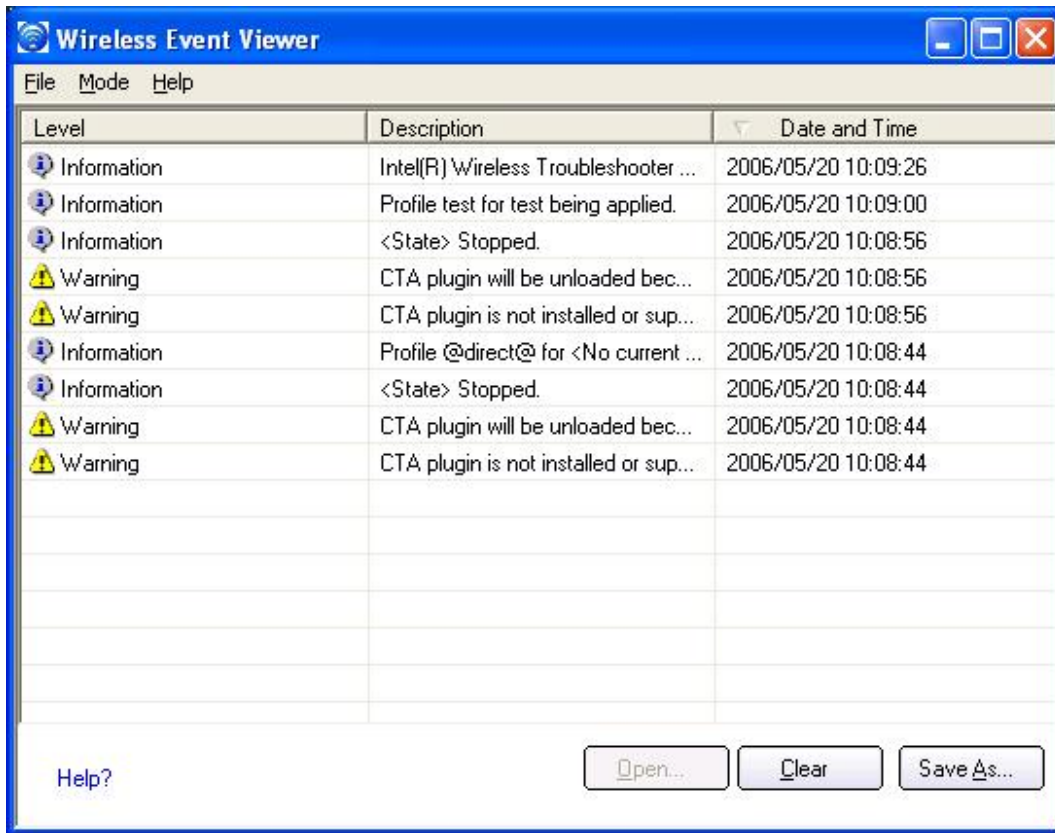 Wireless Event Viewer
File Mode Help
Level Description Date and Time
Information Intel(R) Wireless Troubleshooter ... 2006/05/20 10:09:26
Information Profile test for test being applied. 2006/05/20 10:09:00
Information <State> Stopped. 2006/05/20 10:08:56
Warning CTA plugin will be unloaded bec... 2006/05/20 10:08:56
Warning CTA plugin is not installed or sup... 2006/05/20 10:08:56
Information Profile @direct@ for <No current ... 2006/05/20 10:08:44
Information <State> Stopped. 2006/05/20 10:08:44
Warning CTA plugin will be unloaded bec... 2006/05/20 10:08:44
Warning CTA plugin is not installed or sup... 2006/05/20 10:08:44
Help? Open... Clear Save As...